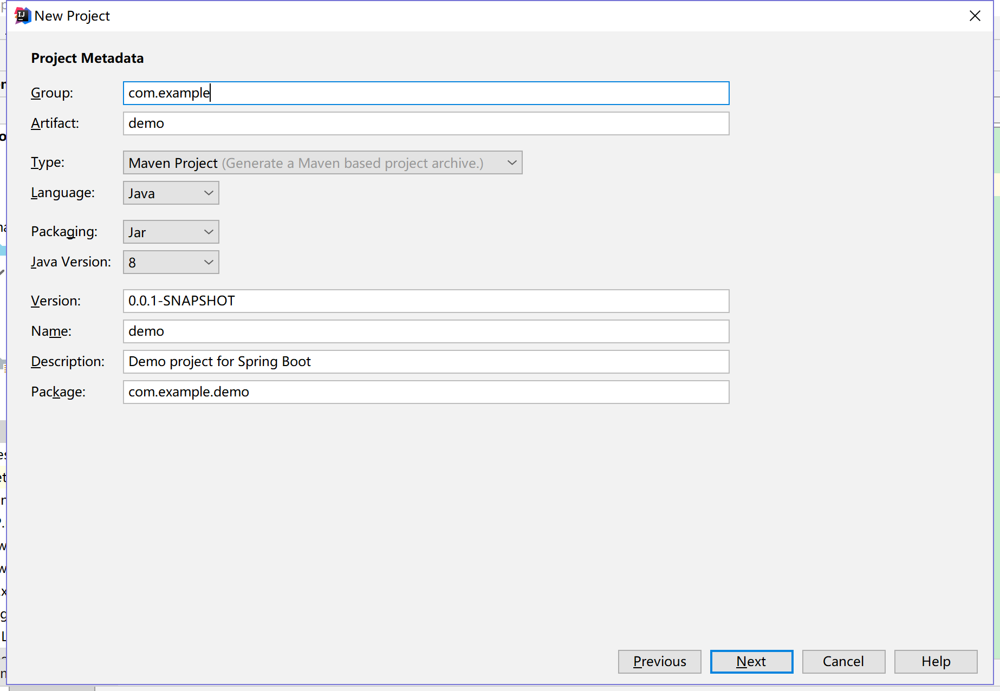 New Project
Project Metadata
Group: com.example
Artifact: demo
Type: Maven Project (Generate a Maven based project archive.)
Language: Java
Packaging: Jar
Java Version: 8
Version: 0.0.1-SNAPSHOT
Name: demo
Description: Demo project for Spring Boot
Package: com.example.demo
Previous Next Cancel Help